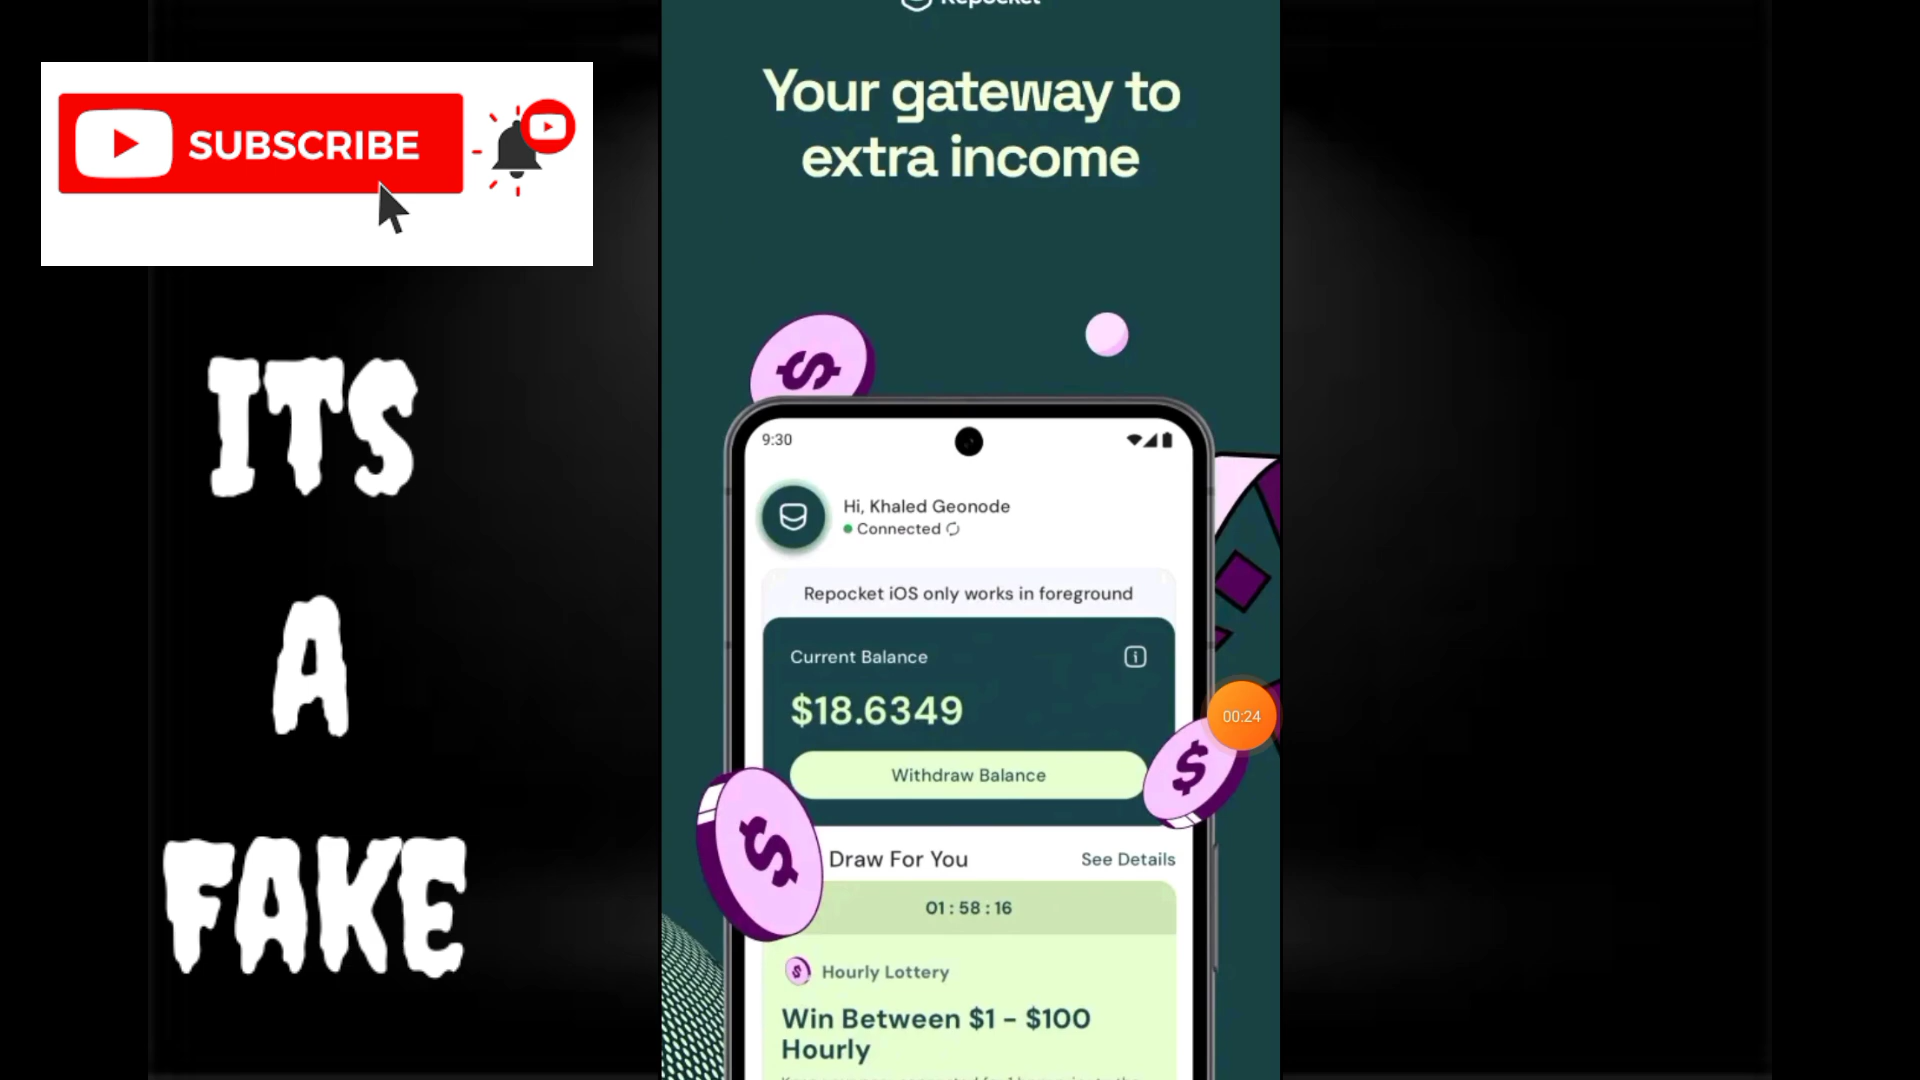 Repocket
Your gateway to
extra income
SUBSCRIBE
ITS
A
FAKE
9:30
Hi, Khaled Geonode
Connected
Repocket iOS only works in foreground
Current Balance
$18.6349
Withdraw Balance
00:24
Draw For You
See Details
01 : 58 : 16
Hourly Lottery
Win Between $1 - $100
Hourly